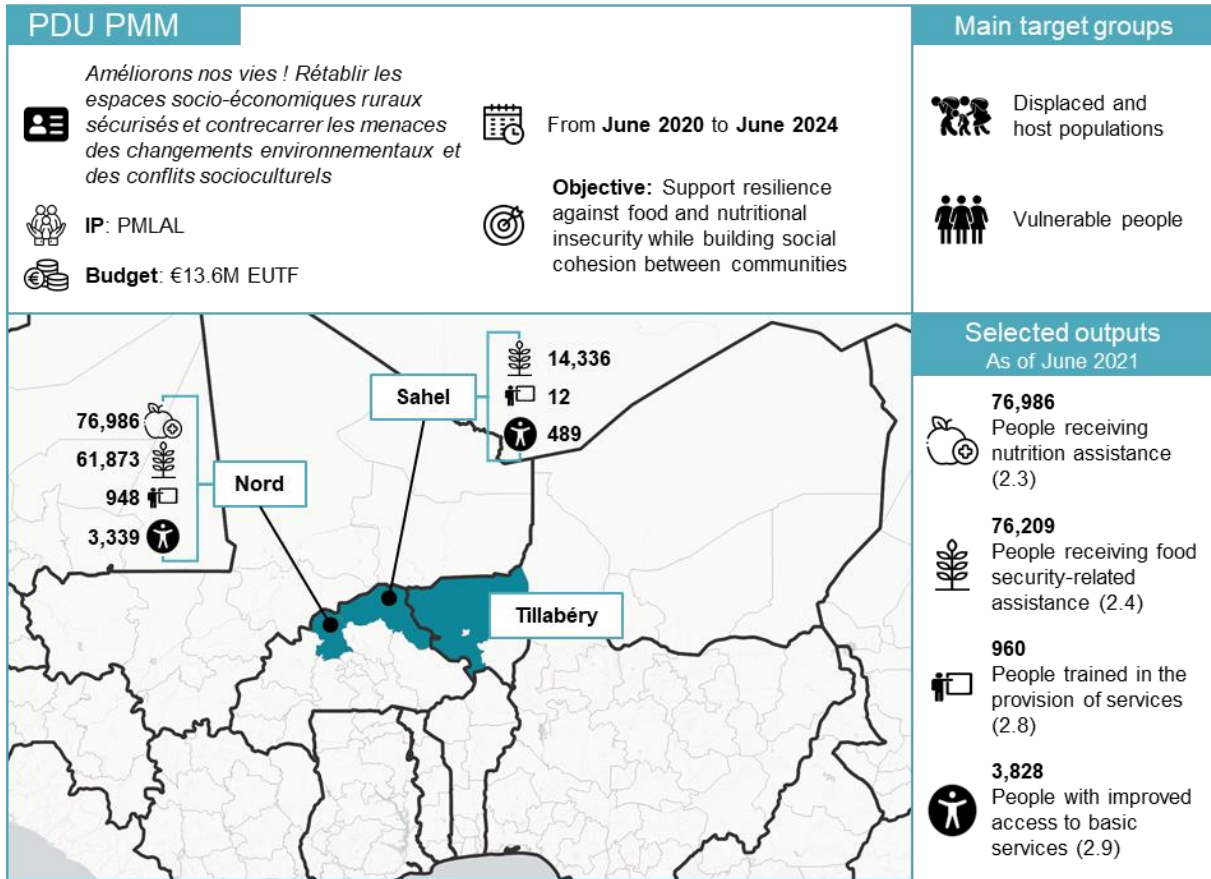 PDU PMM
Améliorons nos vies ! Rétablir les
espaces socio-économiques ruraux
sécurisés et contrecarrer les menaces
des changements environnementaux et
des conflits socioculturels
IP: PMLAL
Budget: €13.6M EUTF
From June 2020 to June 2024
Objective: Support resilience
against food and nutritional
insecurity while building social
cohesion between communities
Main target groups
Displaced and
host populations
Vulnerable people
76,986
61,873
948
3,339
Nord
Sahel
14,336
12
489
Tillabéry
Selected outputs
As of June 2021
76,986
People receiving
nutrition assistance
(2.3)
76,209
People receiving food
security-related
assistance (2.4)
960
People trained in the
provision of services
(2.8)
3,828
People with improved
access to basic
services (2.9)